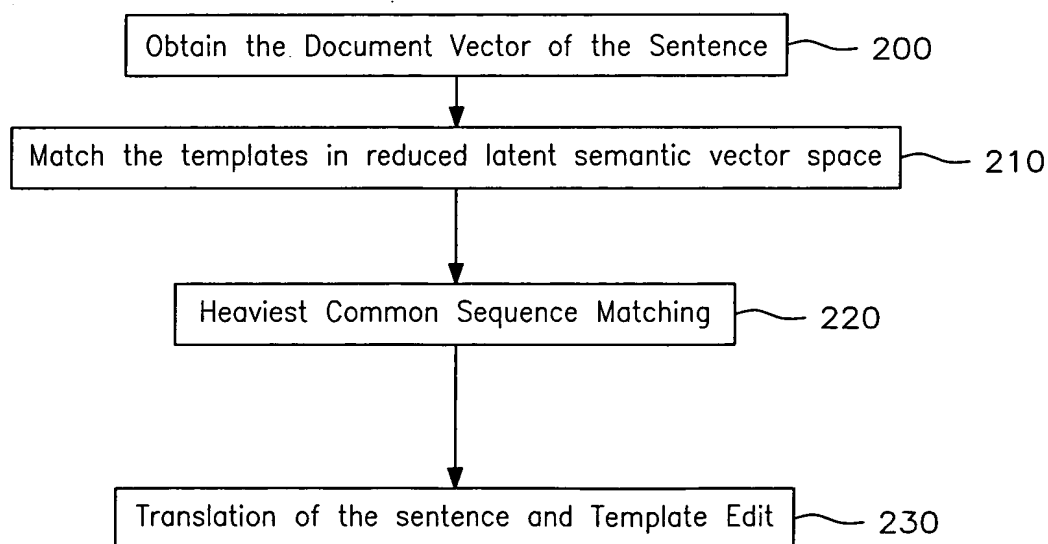 Obtain the Document Vector of the Sentence 200
Match the templates in reduced latent semantic vector space 210
Heaviest Common Sequence Matching 220
Translation of the sentence and Template Edit 230